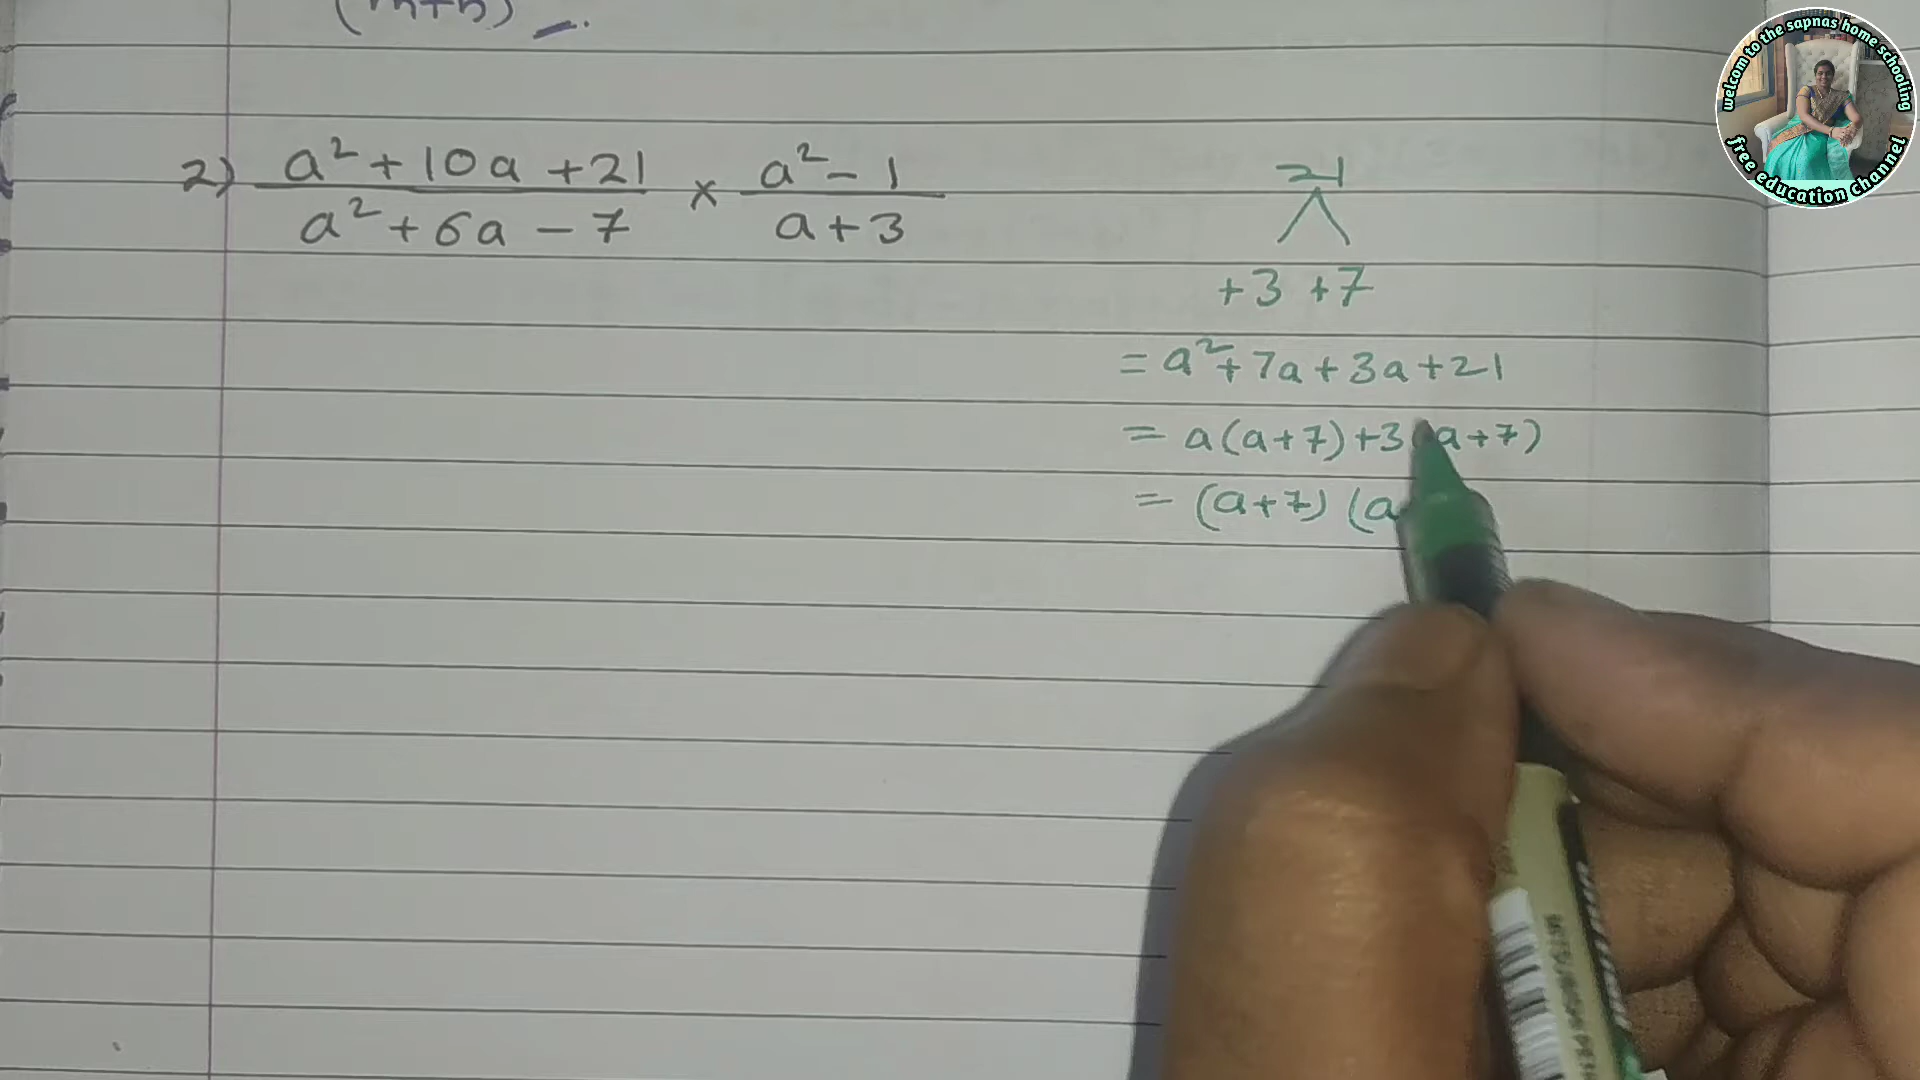 (m+n)
2) a² + 10a + 21 / a² + 6a - 7 × a² - 1 / a + 3
21
+3 +7
= a² + 7a + 3a + 21
= a(a+7) + 3(a+7)
= (a+7) (a
welcom to the sapnas home schooling
free education channel